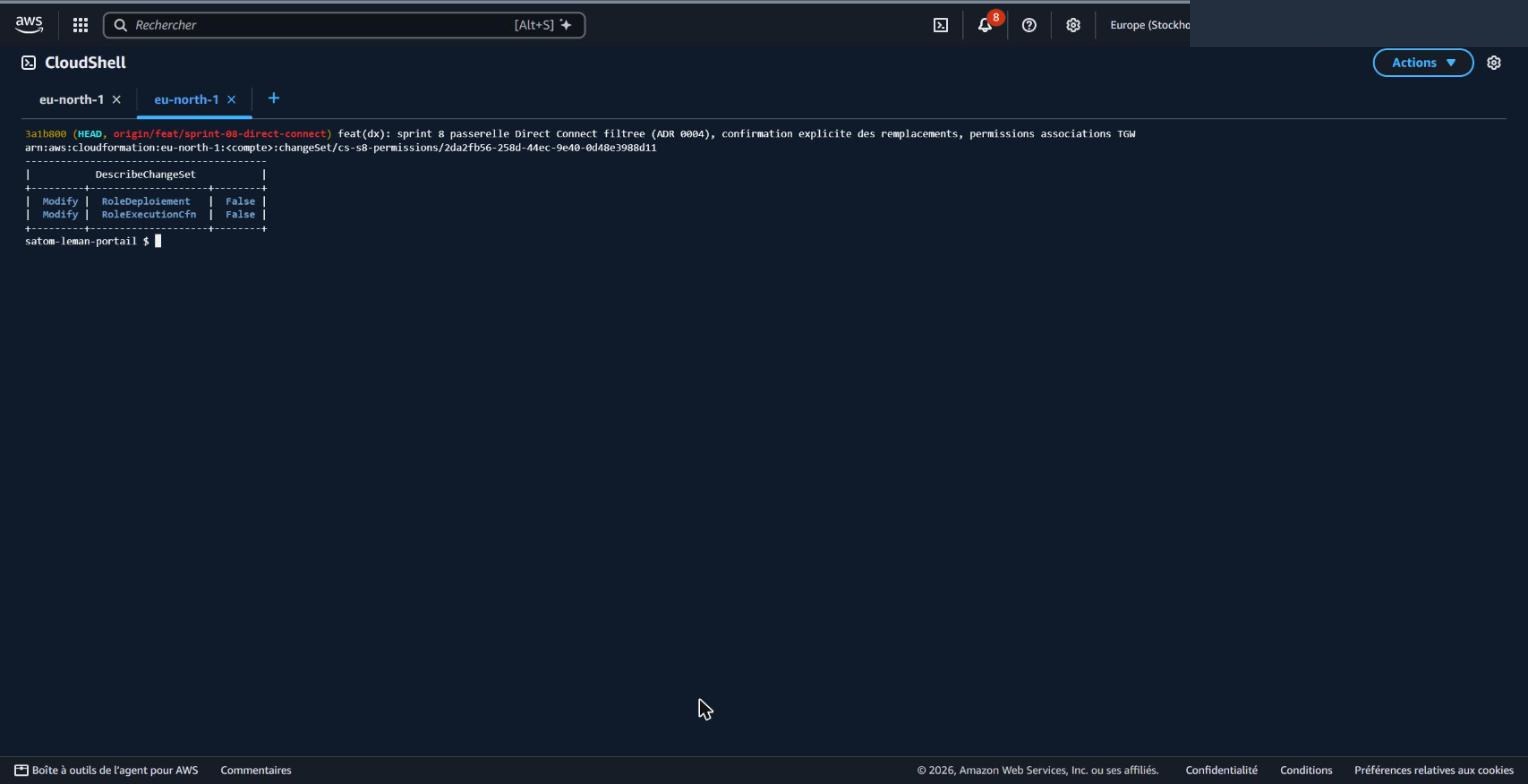 aws
Rechercher [Alt+S]
8
Europe (Stockho
CloudShell
Actions
eu-north-1
eu-north-1
3a1b800 (HEAD, origin/feat/sprint-08-direct-connect) feat(dx): sprint 8 passerelle Direct Connect filtree (ADR 0004), confirmation explicite des remplacements, permissions associations TGW
arn:aws:cloudformation:eu-north-1:<compte>:changeSet/cs-s8-permissions/2da2fb56-258d-44ec-9e40-0d48e3988d11
---------------------------------------
|           DescribeChangeSet           |
+---------+--------------------+--------+
|  Modify |  RoleDeploiement   |  False |
|  Modify |  RoleExecutionCfn  |  False |
+---------+--------------------+--------+
satom-leman-portail $
Boîte à outils de l'agent pour AWS Commentaires © 2026, Amazon Web Services, Inc. ou ses affiliés. Confidentialité Conditions Préférences relatives aux cookies